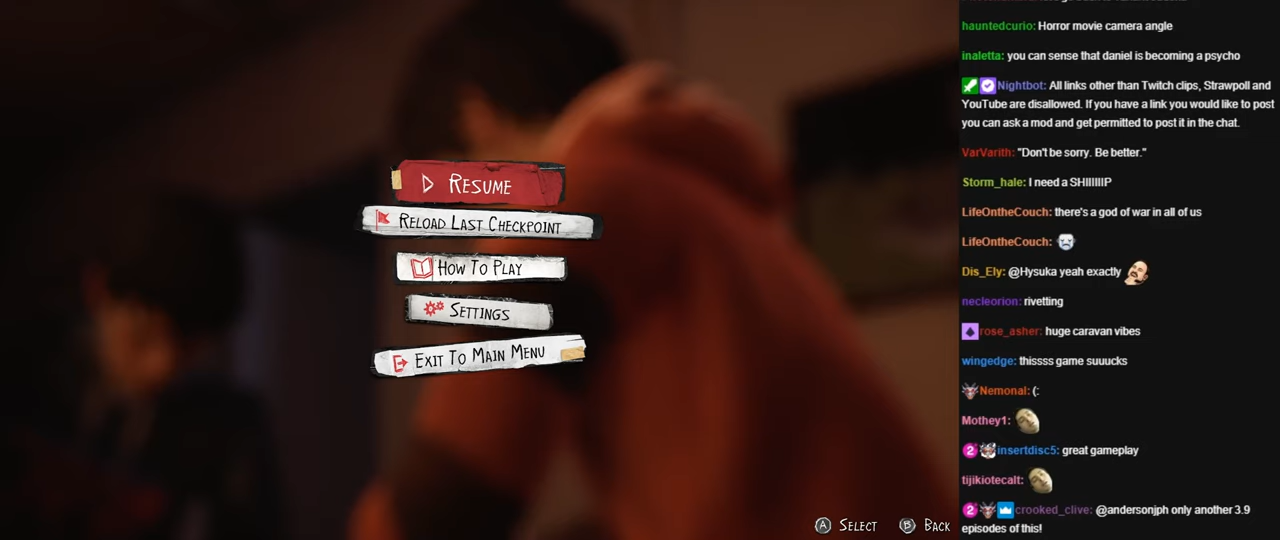 RESUME
RELOAD LAST CHECKPOINT
HOW TO PLAY
SETTINGS
EXIT TO MAIN MENU
A SELECT B BACK
hauntedcurio: Horror movie camera angle
inaletta: you can sense that daniel is becoming a psycho
Nightbot: All links other than Twitch clips, Strawpoll and
YouTube are disallowed. If you have a link you would like to post
you can ask a mod and get permitted to post it in the chat.
VarVarith: "Don't be sorry. Be better."
Storm_hale: I need a SHIIIIIIP
LifeOntheCouch: there's a god of war in all of us
LifeOntheCouch:
Dis_Ely: @Hysuka yeah exactly
necleorion: rivetting
rose_asher: huge caravan vibes
wingedge: thissss game suuucks
Nemonal: (:
Mothey1:
2 insertdisc5: great gameplay
tijikiotecalt:
2 crooked_clive: @andersonjph only another 3.9
episodes of this!